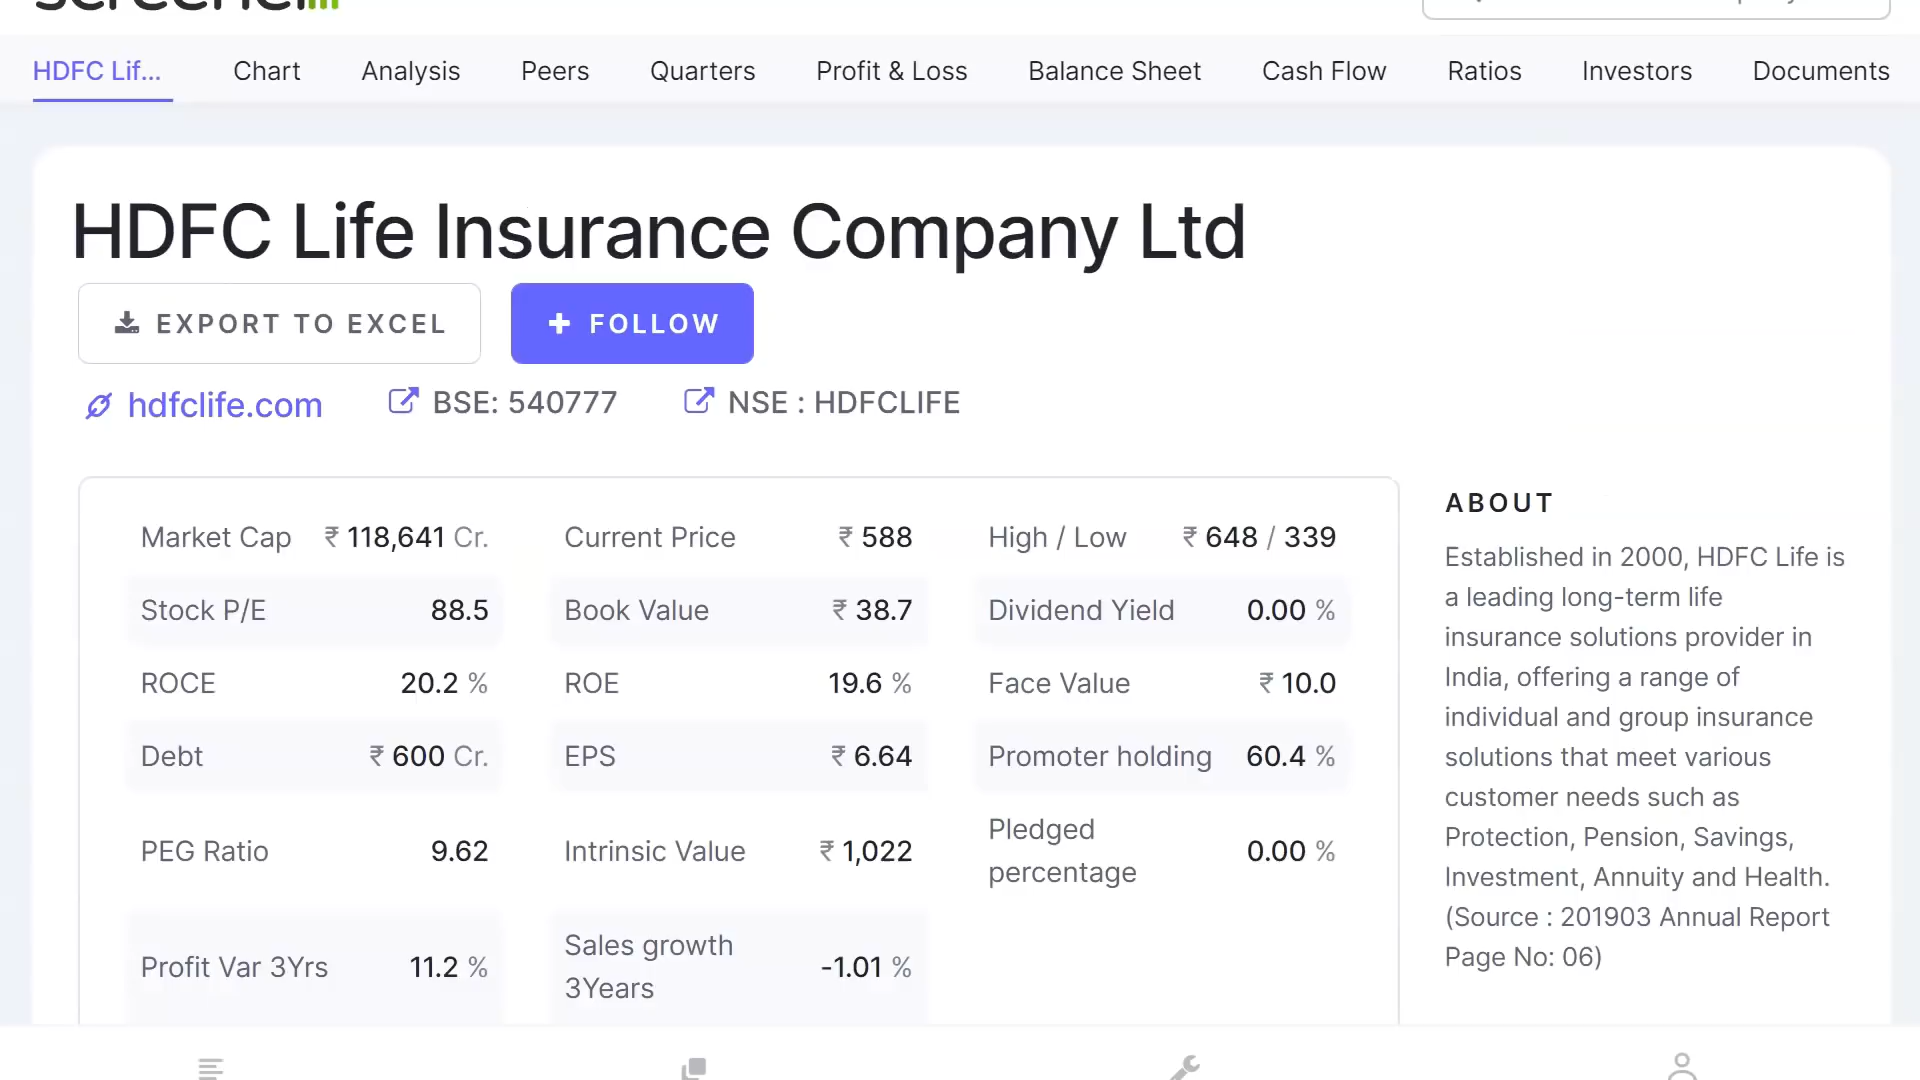 HDFC Lif... Chart Analysis Peers Quarters Profit & Loss Balance Sheet Cash Flow Ratios Investors Documents
HDFC Life Insurance Company Ltd
EXPORT TO EXCEL + FOLLOW
hdfclife.com BSE: 540777 NSE : HDFCLIFE
Market Cap ₹ 118,641 Cr. Current Price ₹ 588 High / Low ₹ 648 / 339
Stock P/E 88.5 Book Value ₹ 38.7 Dividend Yield 0.00 %
ROCE 20.2 % ROE 19.6 % Face Value ₹ 10.0
Debt ₹ 600 Cr. EPS ₹ 6.64 Promoter holding 60.4 %
PEG Ratio 9.62 Intrinsic Value ₹ 1,022 Pledged
percentage 0.00 %
Profit Var 3Yrs 11.2 % Sales growth
3Years -1.01 %
ABOUT
Established in 2000, HDFC Life is
a leading long-term life
insurance solutions provider in
India, offering a range of
individual and group insurance
solutions that meet various
customer needs such as
Protection, Pension, Savings,
Investment, Annuity and Health.
(Source : 201903 Annual Report
Page No: 06)